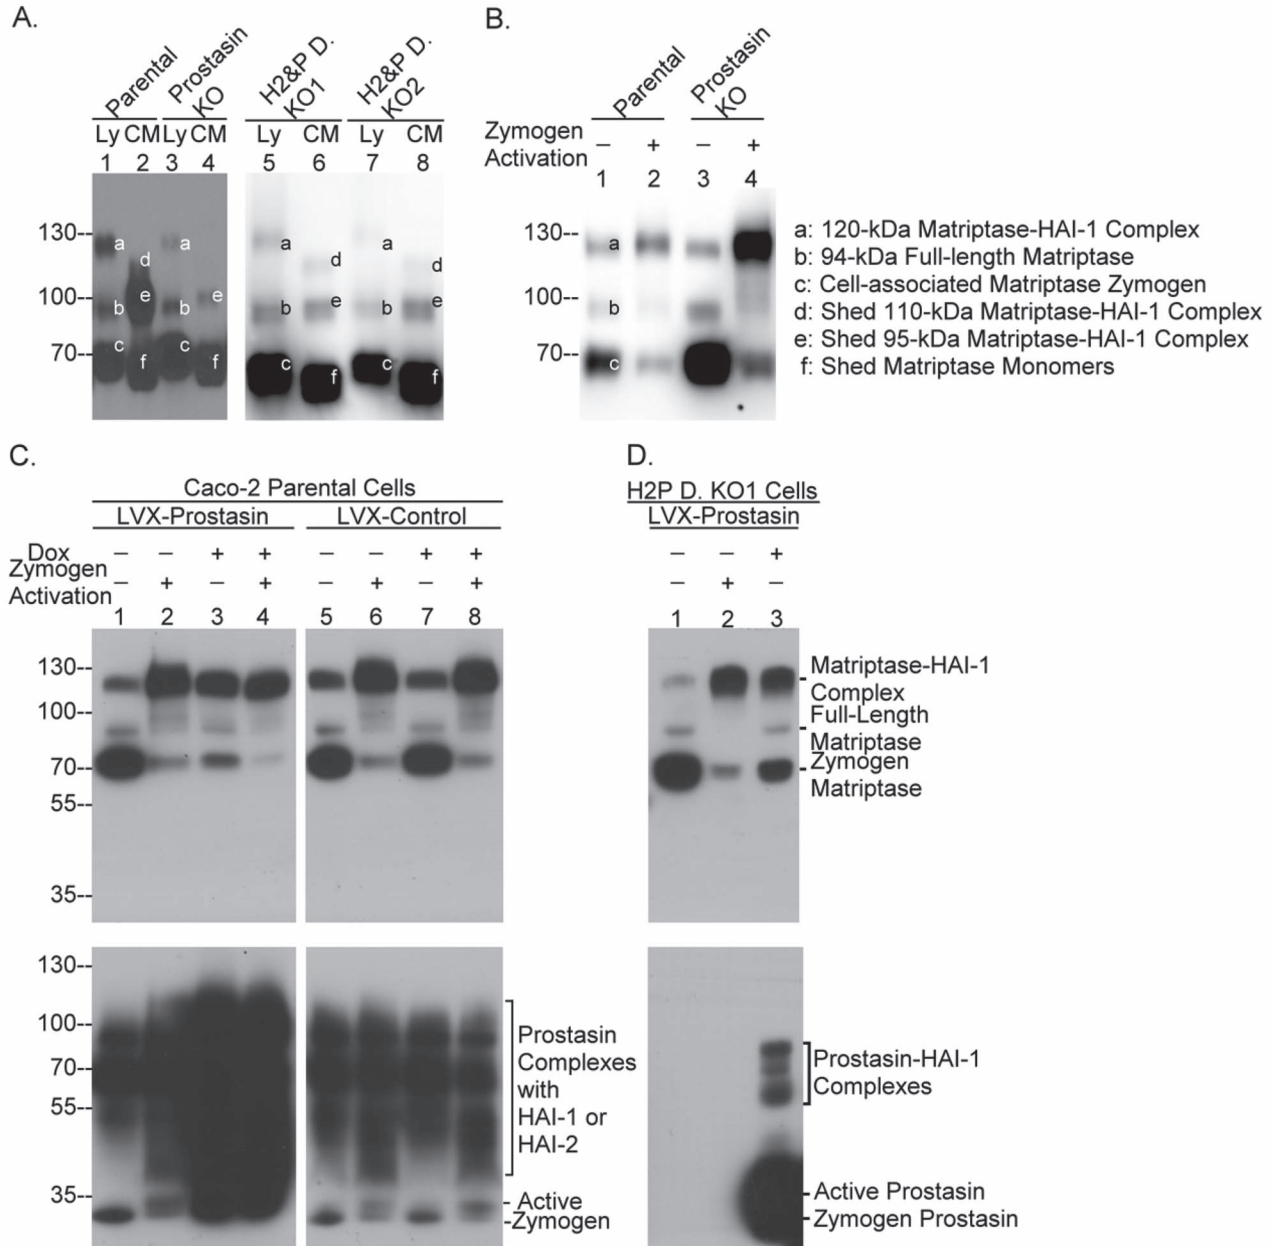 A.
Parental
Prostasin
KO
H2&P D.
KO1
H2&P D.
KO2
Ly CM Ly CM Ly CM Ly CM
1 2 3 4 5 6 7 8
130--
100--
70--
a
b
c
d
e
f
a
b
e
f
a
b
c
d
e
f
a
b
c
d
e
f
B.
Parental
Prostasin
KO
Zymogen
Activation
– + – +
1 2 3 4
130--
100--
70--
a
b
c
a: 120-kDa Matriptase-HAI-1 Complex
b: 94-kDa Full-length Matriptase
c: Cell-associated Matriptase Zymogen
d: Shed 110-kDa Matriptase-HAI-1 Complex
e: Shed 95-kDa Matriptase-HAI-1 Complex
f: Shed Matriptase Monomers
C.
Caco-2 Parental Cells
LVX-Prostasin LVX-Control
Dox – – + + – – + +
Zymogen
Activation – + – + – + – +
1 2 3 4 5 6 7 8
130--
100--
70--
55--
35--
130--
100--
70--
55--
35--
Prostasin
Complexes
with
HAI-1 or
HAI-2
- Active
-Zymogen
D.
H2P D. KO1 Cells
LVX-Prostasin
– – +
– + –
1 2 3
Matriptase-HAI-1
Complex
Full-Length
Matriptase
Zymogen
Matriptase
Prostasin-HAI-1
Complexes
Active Prostasin
Zymogen Prostasin